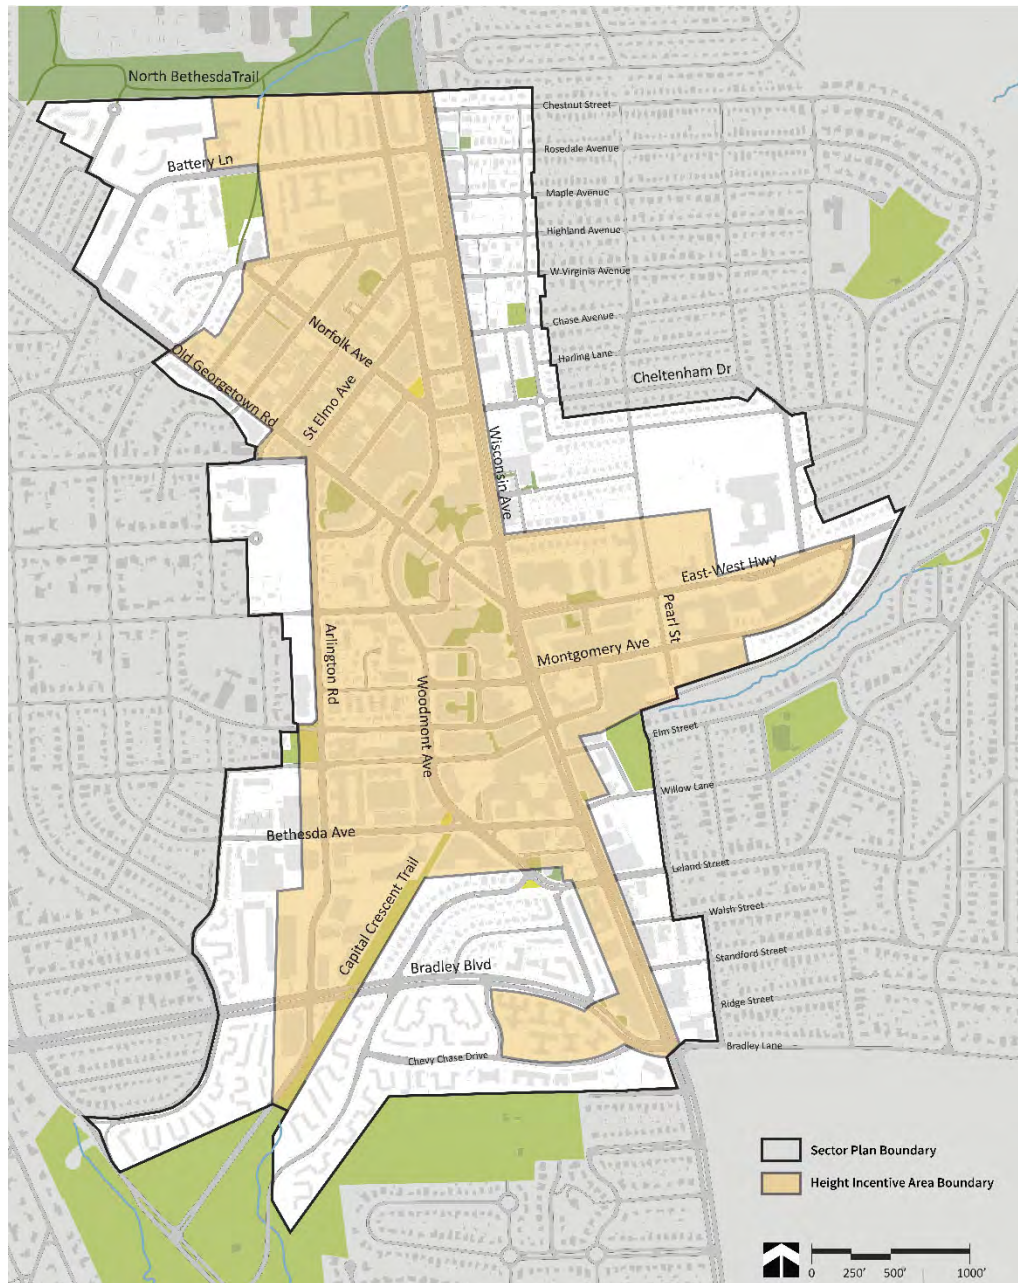 North BethesdaTrail
Chestnut Street
Battery Ln
Rosedale Avenue
Maple Avenue
Highland Avenue
W Virginia Avenue
Norfolk Ave
Chase Avenue
Old Georgetown Rd
Harling Lane
St Elmo Ave
Cheltenham Dr
Wisconsin Ave
East-West Hwy
Pearl St
Arlington Rd
Montgomery Ave
Woodmont Ave
Elm Street
Willow Lane
Bethesda Ave
Leland Street
Capital Crescent Trail
Walsh Street
Standford Street
Bradley Blvd
Ridge Street
Bradley Lane
Chevy Chase Drive
Sector Plan Boundary
Height Incentive Area Boundary
0 250' 500' 1000'